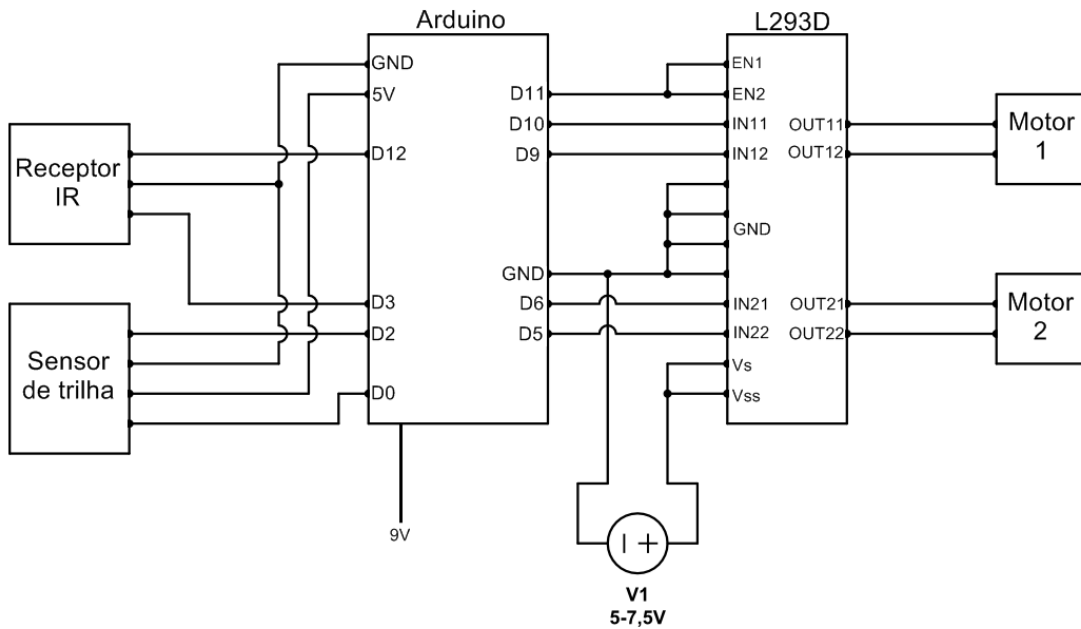 Arduino
L293D
GND
5V
D12
D3
D2
D0
D11
D10
D9
GND
D6
D5
EN1
EN2
IN11
IN12
GND
IN21
IN22
Vs
Vss
OUT11
OUT12
OUT21
OUT22
Receptor
IR
Sensor
de trilha
Motor
1
Motor
2
9V
V1
5-7,5V